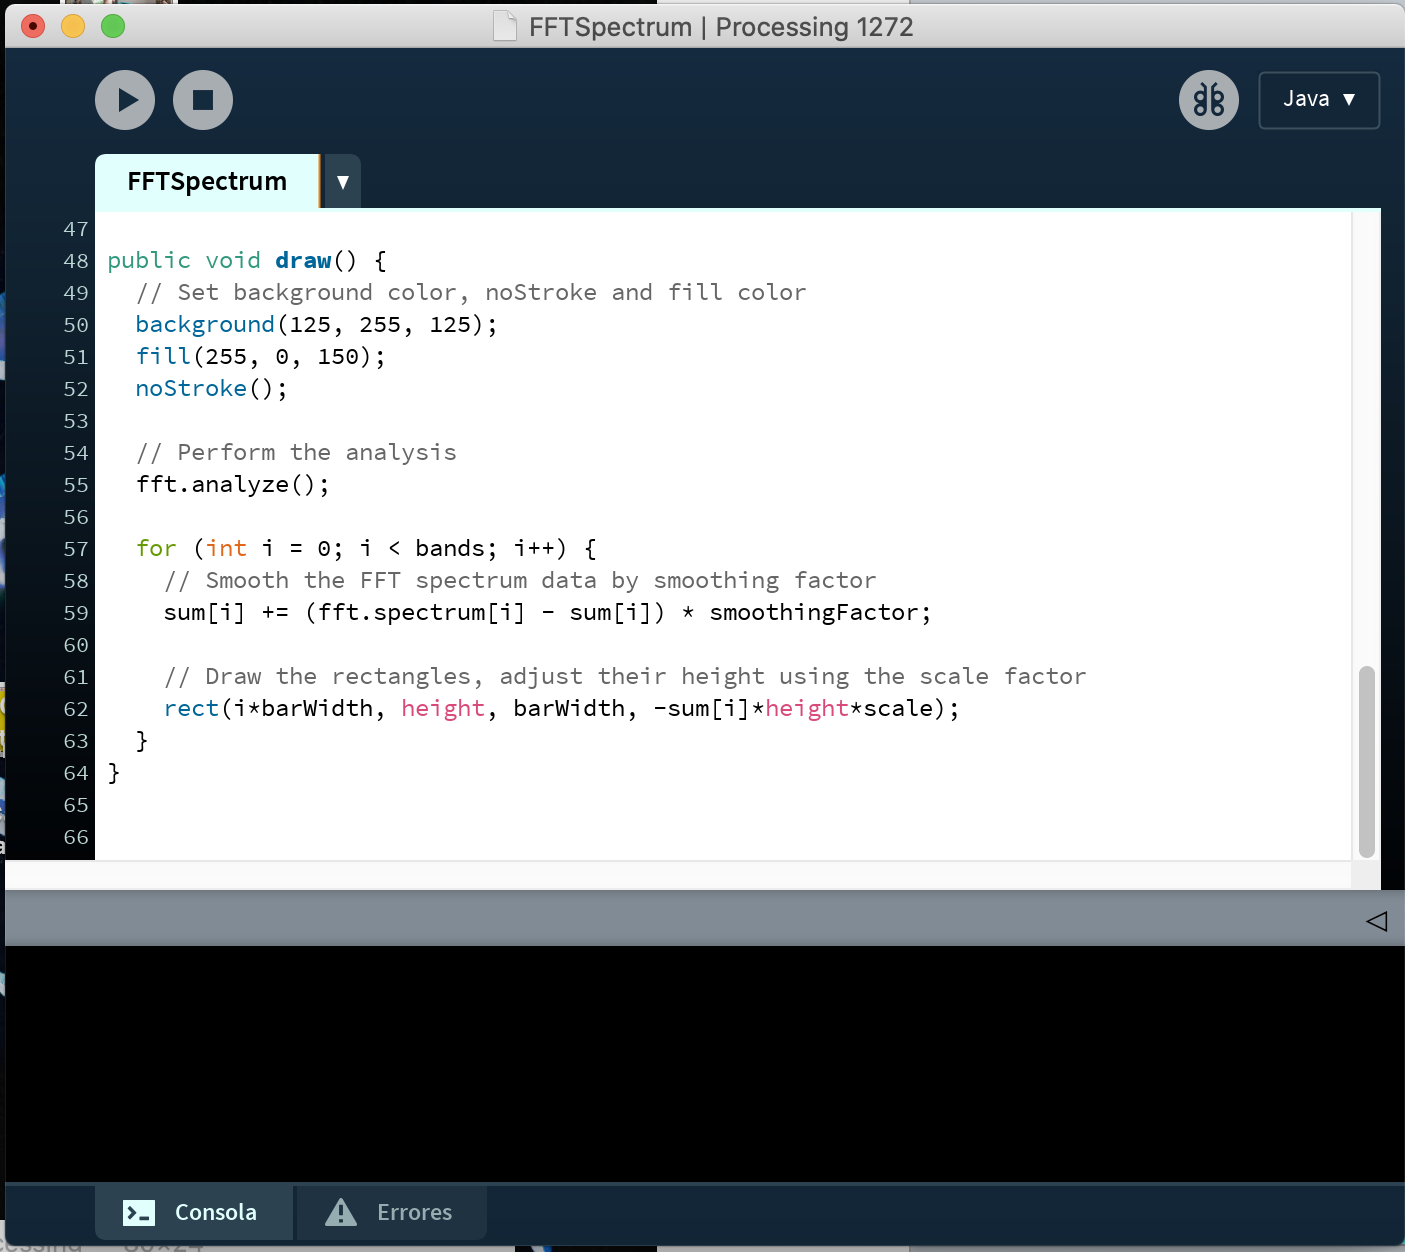 FFTSpectrum | Processing 1272
Java ▼
FFTSpectrum ▼
47
48 public void draw() {
49   // Set background color, noStroke and fill color
50   background(125, 255, 125);
51   fill(255, 0, 150);
52   noStroke();
53
54   // Perform the analysis
55   fft.analyze();
56
57   for (int i = 0; i < bands; i++) {
58     // Smooth the FFT spectrum data by smoothing factor
59     sum[i] += (fft.spectrum[i] - sum[i]) * smoothingFactor;
60
61     // Draw the rectangles, adjust their height using the scale factor
62     rect(i*barWidth, height, barWidth, -sum[i]*height*scale);
63   }
64 }
65
66
Consola Errores